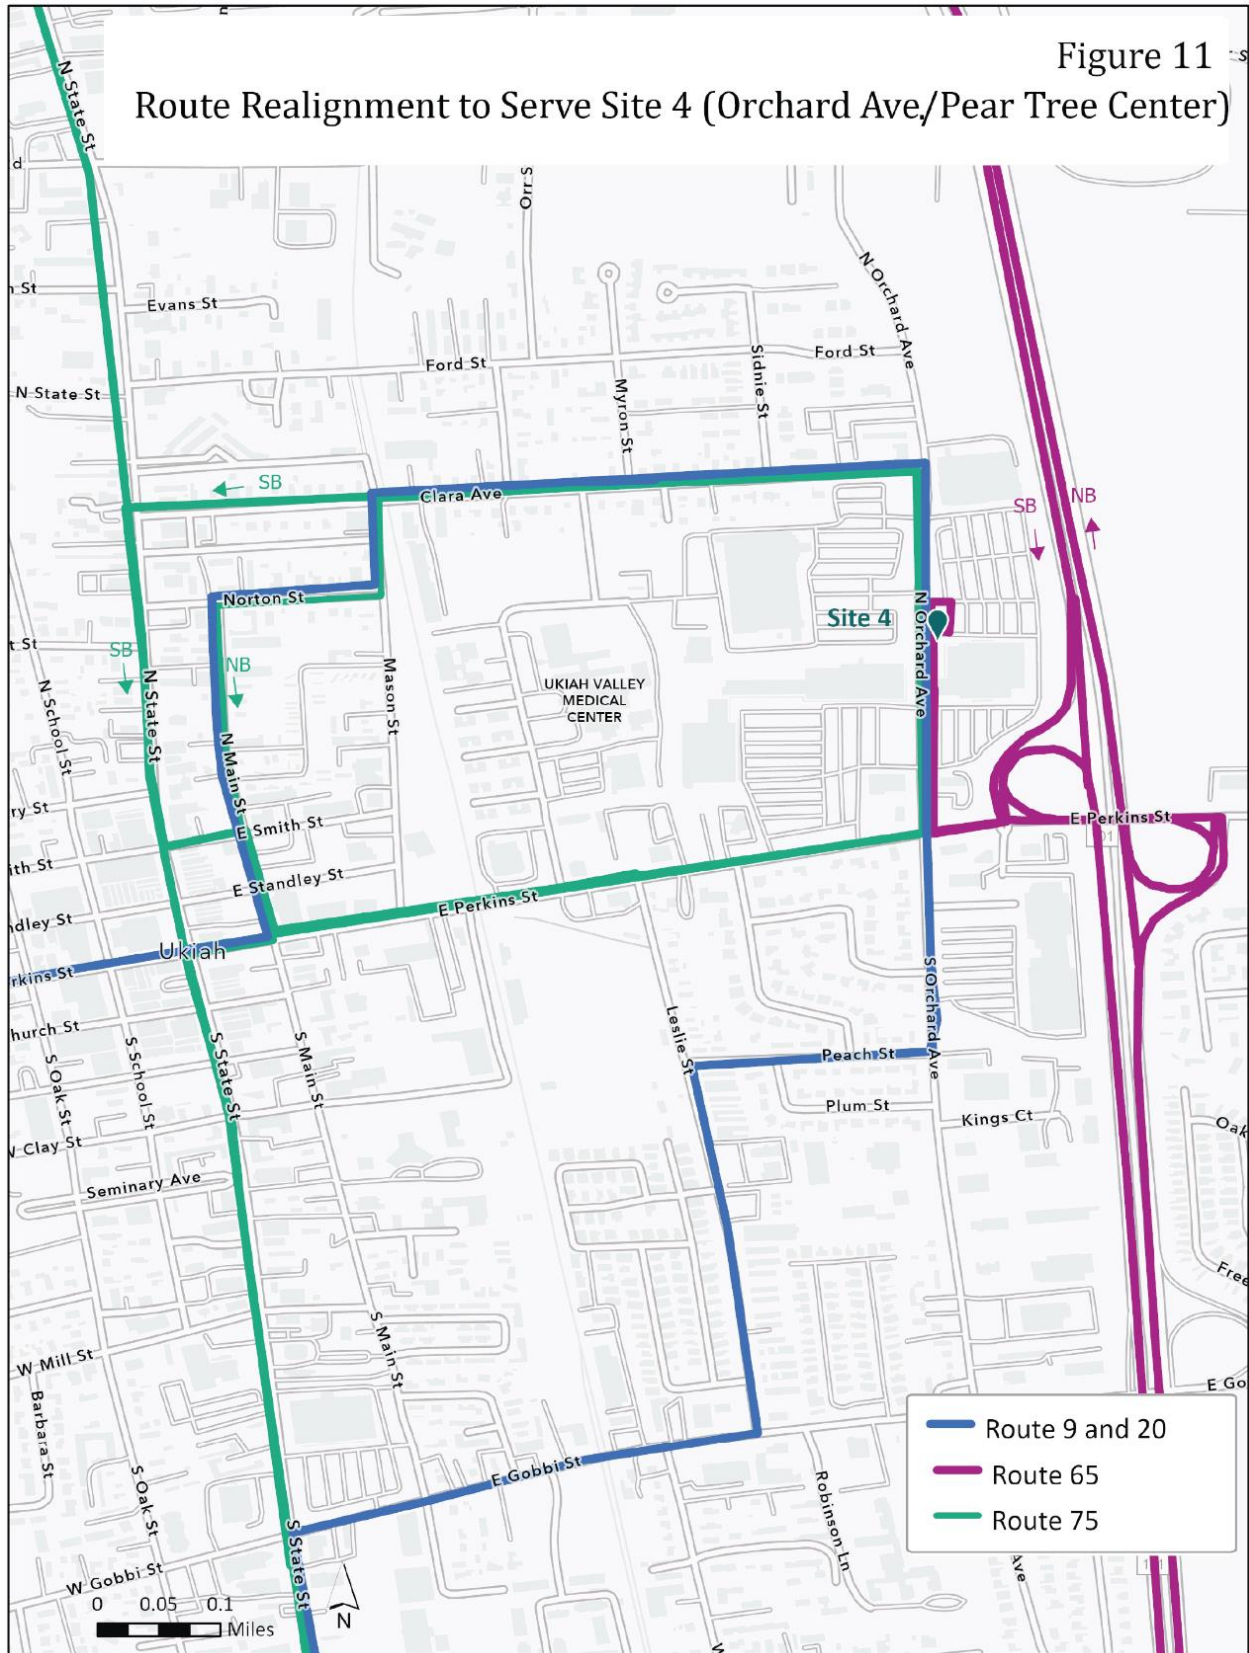 Figure 11
Route Realignment to Serve Site 4 (Orchard Ave./Pear Tree Center)
N State St
Orr S
N Orchard Ave
Evans St
Ford St
Ford St
Sidnie St
Myron St
N State St
SB
Clara Ave
SB
NB
Norton St
Site 4
N Orchard Ave
SB
NB
N School St
N State St
Mason St
UKIAH VALLEY
MEDICAL
CENTER
N Main St
E Smith St
E Perkins St
E Standley St
E Perkins St
Ukiah
rkins St
hurch St
S Oak St
S School St
S State St
S Main St
Leslie St
S Orchard Ave
Peach St
Plum St
Kings Ct
Oak
W Clay St
Seminary Ave
Free
W Mill St
S Main St
Barbara St
S Oak St
E Go
E Gobbi St
Robinson Ln
Ave
S State St
W Gobbi St
Route 9 and 20
Route 65
Route 75
0 0.05 0.1
Miles
N